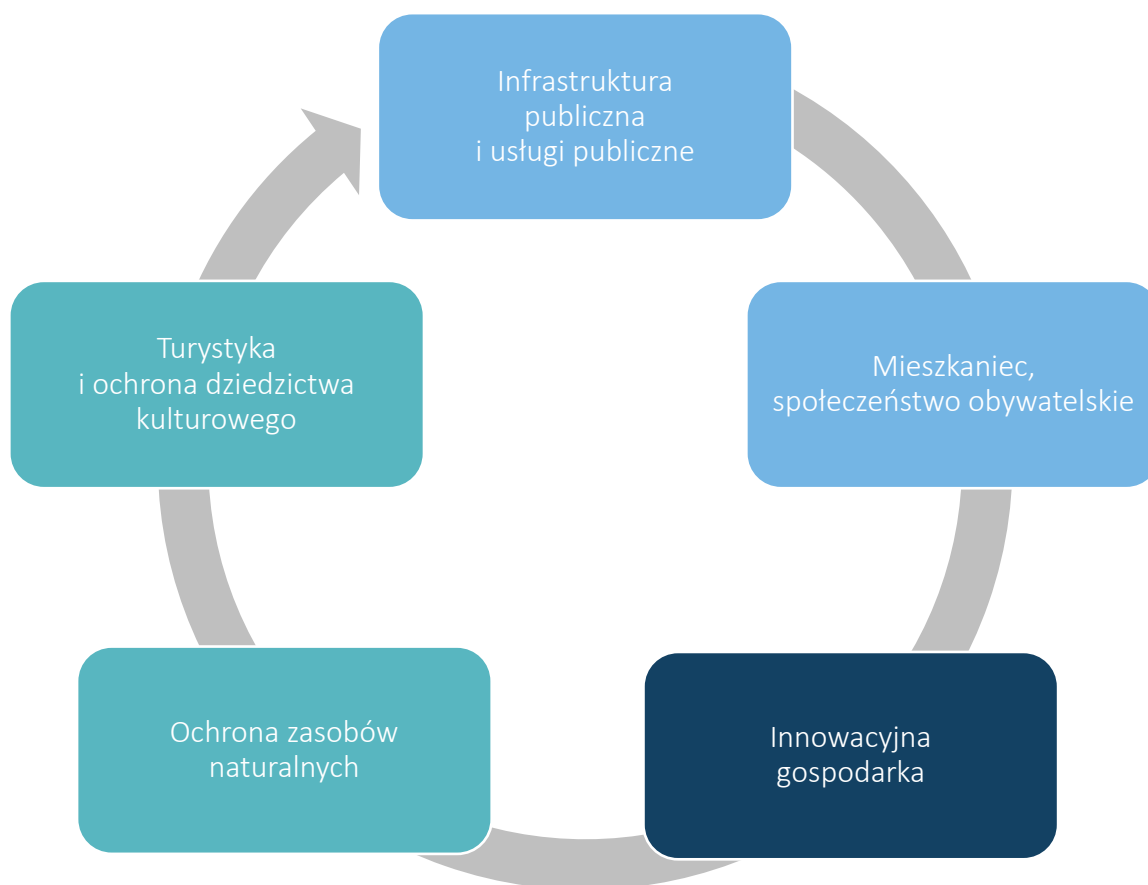 Infrastruktura
publiczna
i usługi publiczne
Mieszkaniec,
społeczeństwo obywatelskie
Innowacyjna
gospodarka
Ochrona zasobów
naturalnych
Turystyka
i ochrona dziedzictwa
kulturowego